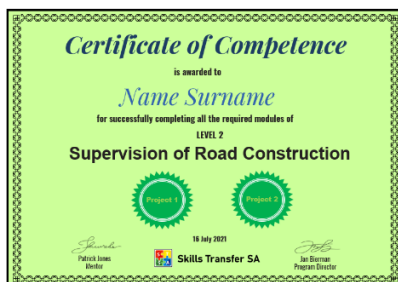 Certificate of Competence
is awarded to
Name Surname
for successfully completing all the required modules of
LEVEL 2
Supervision of Road Construction
Project 1 Project 2
16 July 2021
Patrick Jones
Mentor
Skills Transfer SA
Jan Bierman
Program Director